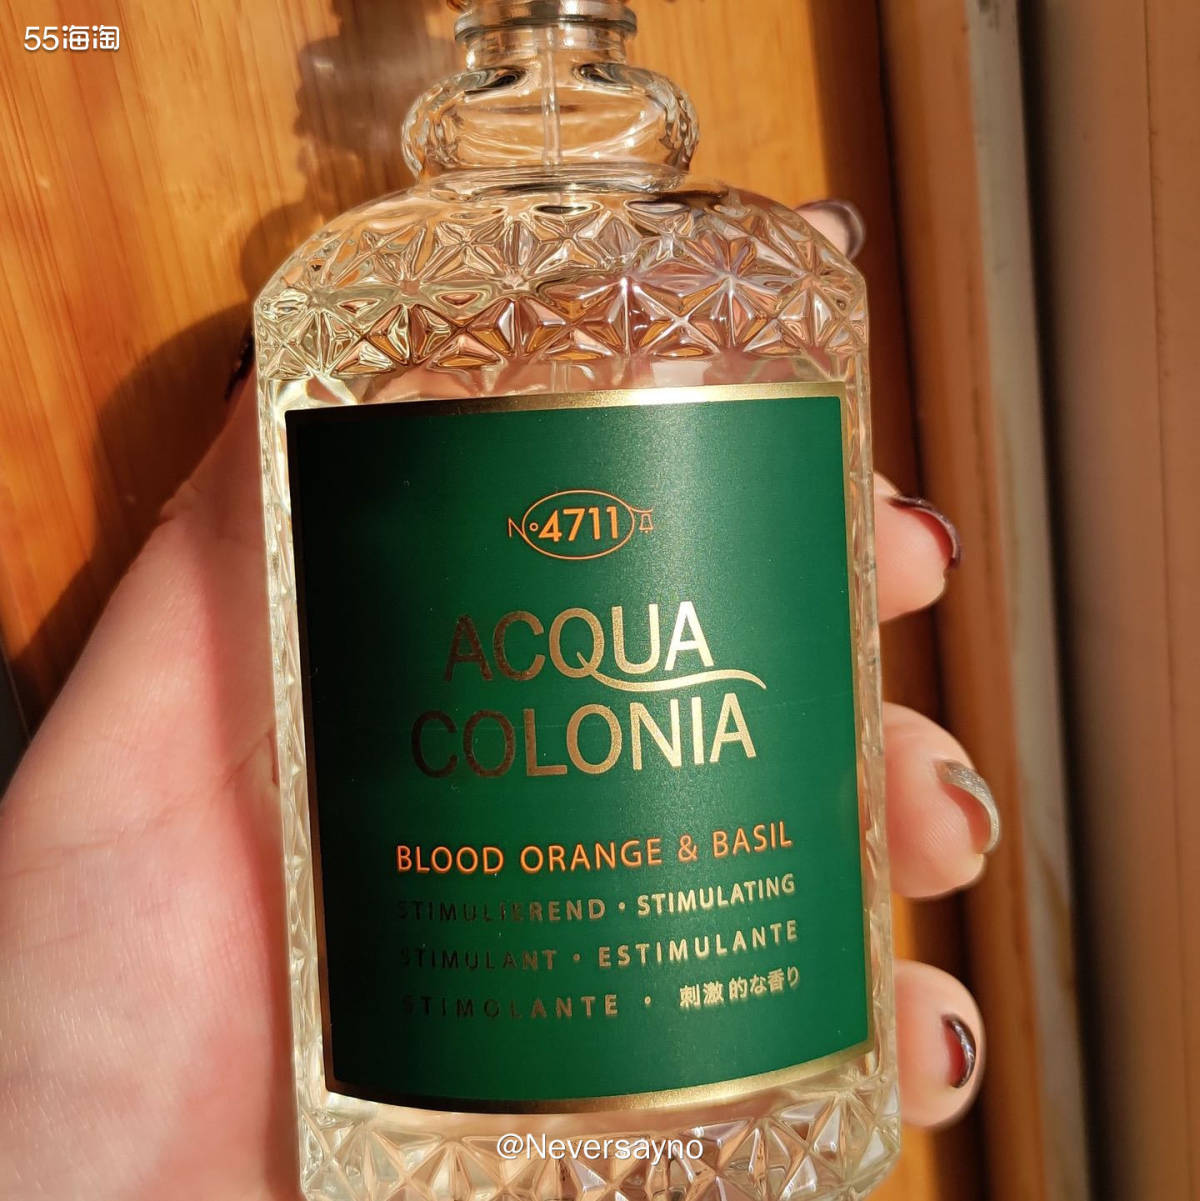 55海淘
Nº4711
ACQUA
COLONIA
BLOOD ORANGE & BASIL
STIMULIEREND • STIMULATING
STIMULANT • ESTIMULANTE
STIMOLANTE • 刺激的な香り
@Neversayno